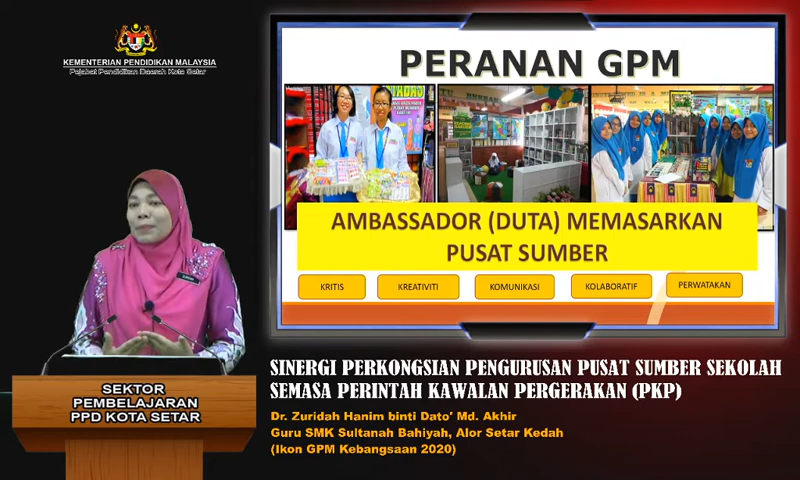 KEMENTERIAN PENDIDIKAN MALAYSIA
Pejabat Pendidikan Daerah Kota Setar
PERANAN GPM
AMBASSADOR (DUTA) MEMASARKAN
PUSAT SUMBER
KRITIS
KREATIVITI
KOMUNIKASI
KOLABORATIF
PERWATAKAN
SEKTOR
PEMBELAJARAN
PPD KOTA SETAR
SINERGI PERKONGSIAN PENGURUSAN PUSAT SUMBER SEKOLAH
SEMASA PERINTAH KAWALAN PERGERAKAN (PKP)
Dr. Zuridah Hanim binti Dato' Md. Akhir
Guru SMK Sultanah Bahiyah, Alor Setar Kedah
(Ikon GPM Kebangsaan 2020)